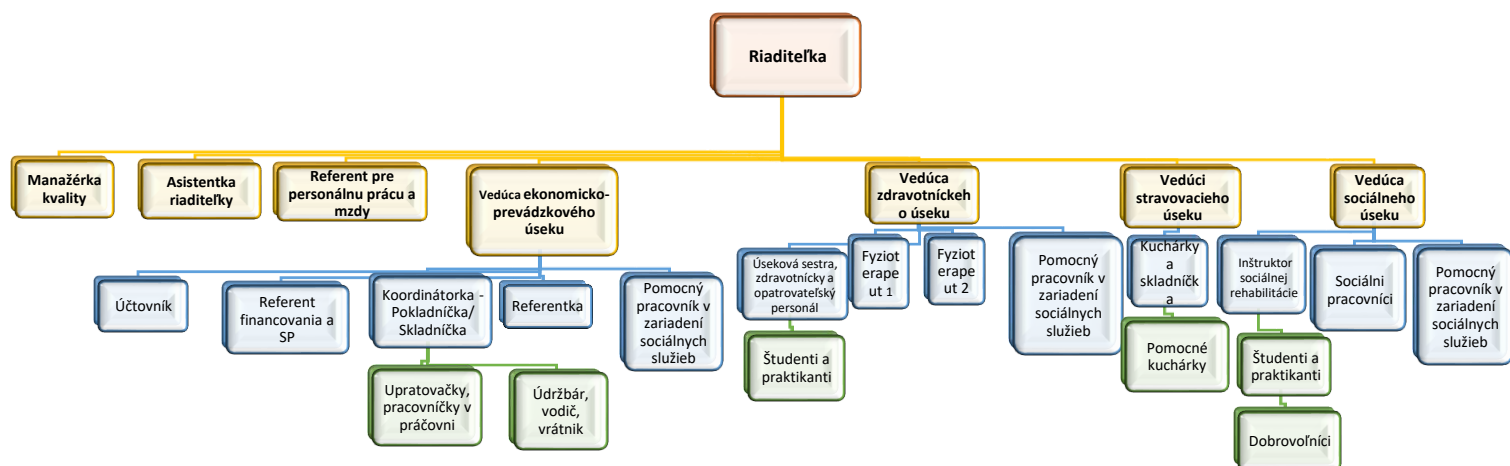 Riaditeľka
Manažérka
kvality
Asistentka
riaditeľky
Referent pre
personálnu prácu a
mzdy
Vedúca ekonomicko-
prevádzkového
úseku
Vedúca
zdravotníckeh
o úseku
Vedúci
stravovacieho
úseku
Vedúca
sociálneho
úseku
Účtovník
Referent
financovania a
SP
Koordinátorka -
Pokladníčka/
Skladníčka
Referentka
Pomocný
pracovník v
zariadení
sociálnych
služieb
Úseková sestra,
zdravotnícky a
opatrovateľský
personál
Fyziot
erape
ut 1
Fyziot
erape
ut 2
Pomocný
pracovník v
zariadení
sociálnych
služieb
Kuchárky
a
skladníčk
a
Inštruktor
sociálnej
rehabilitácie
Sociálni
pracovníci
Pomocný
pracovník v
zariadení
sociálnych
služieb
Upratovačky,
pracovníčky v
práčovni
Údržbár,
vodič,
vrátnik
Študenti a
praktikanti
Pomocné
kuchárky
Študenti a
praktikanti
Dobrovoľníci